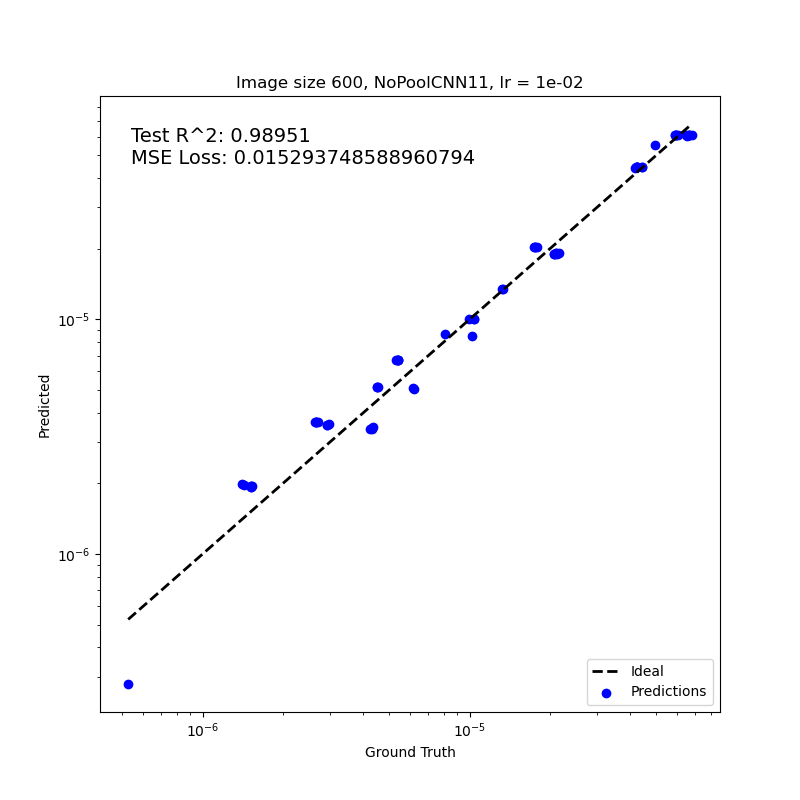 Image size 600, NoPoolCNN11, lr = 1e-02
Test R^2: 0.98951
MSE Loss: 0.015293748588960794
10⁻⁵
Predicted
10⁻⁶
Ideal
Predictions
10⁻⁶
10⁻⁵
Ground Truth